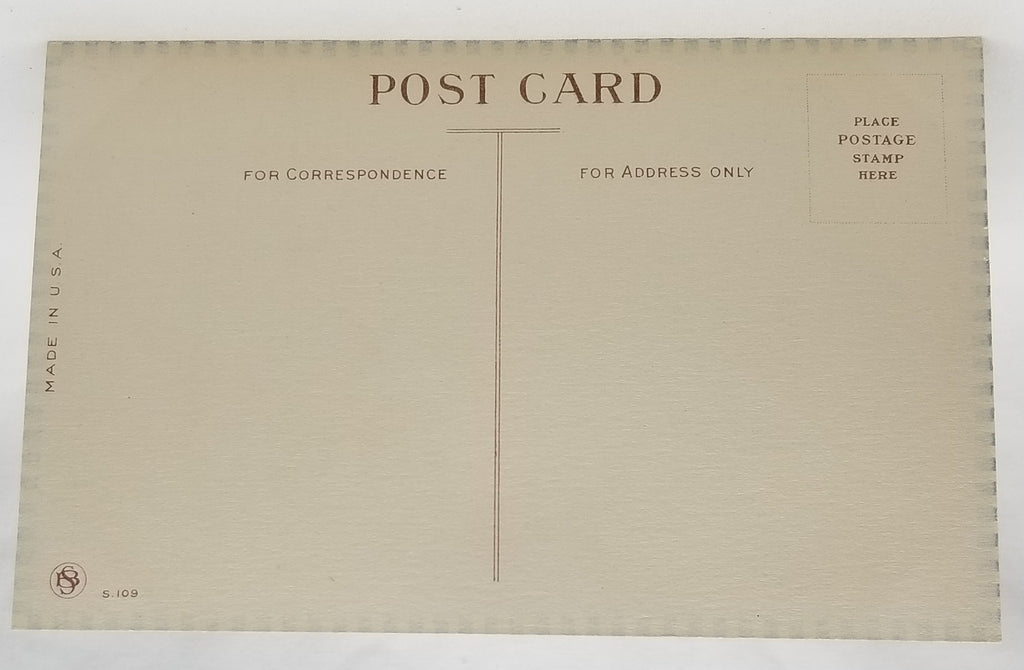 POST CARD
FOR CORRESPONDENCE
FOR ADDRESS ONLY
PLACE
POSTAGE
STAMP
HERE
MADE IN U.S.A.
S.109